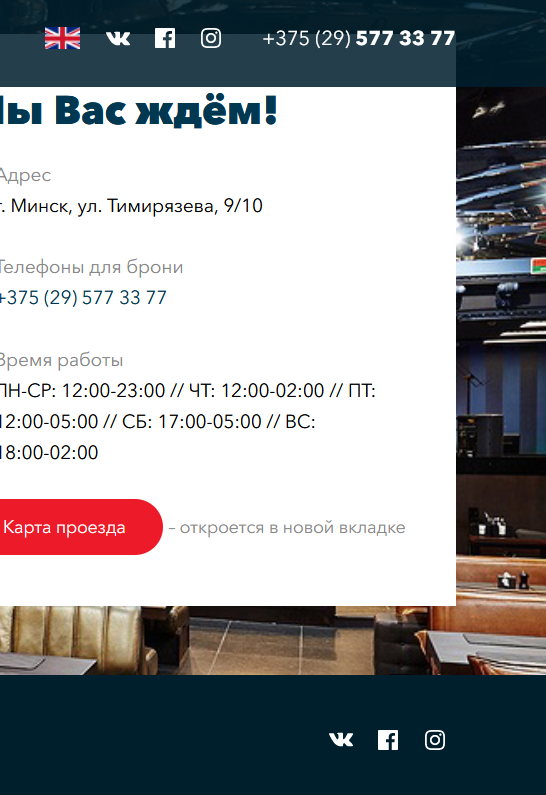 +375 (29) 577 33 77
Вас ждём!
Адрес
г. Минск, ул. Тимирязева, 9/10
Телефоны для брони
+375 (29) 577 33 77
Время работы
ПН-СР: 12:00-23:00 // ЧТ: 12:00-02:00 // ПТ:
12:00-05:00 // СБ: 17:00-05:00 // ВС:
18:00-02:00
Карта проезда – откроется в новой вкладке